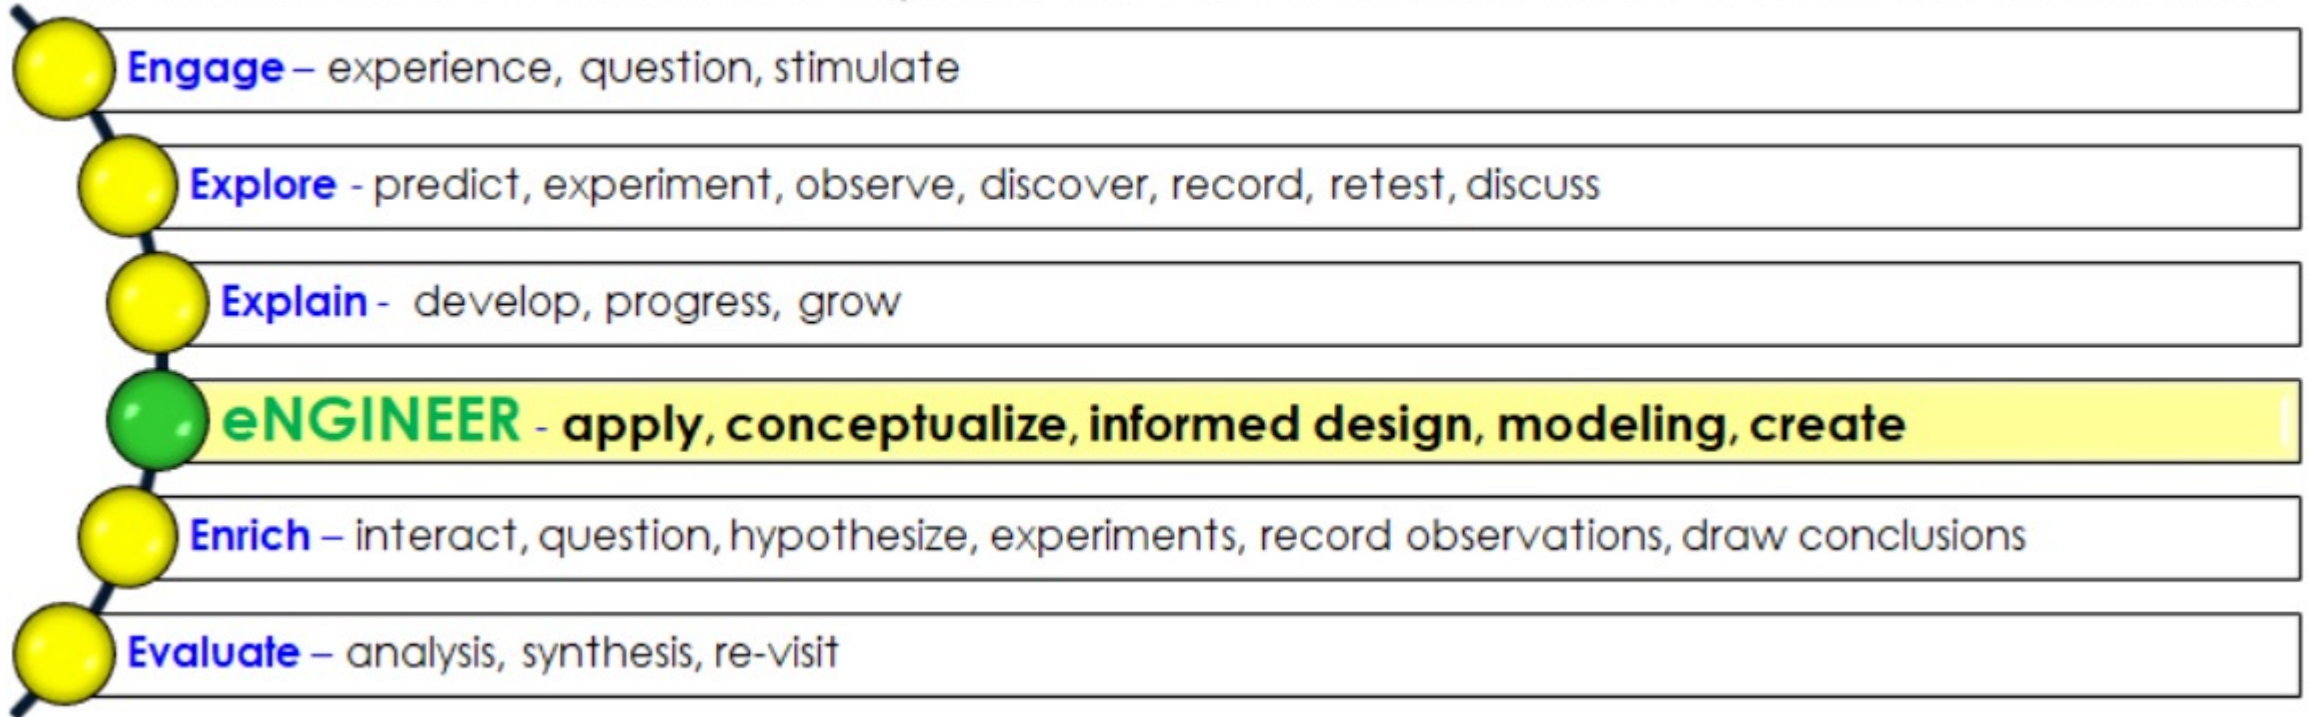 Engage – experience, question, stimulate
Explore - predict, experiment, observe, discover, record, retest, discuss
Explain - develop, progress, grow
eNGINEER - apply, conceptualize, informed design, modeling, create
Enrich – interact, question, hypothesize, experiments, record observations, draw conclusions
Evaluate – analysis, synthesis, re-visit